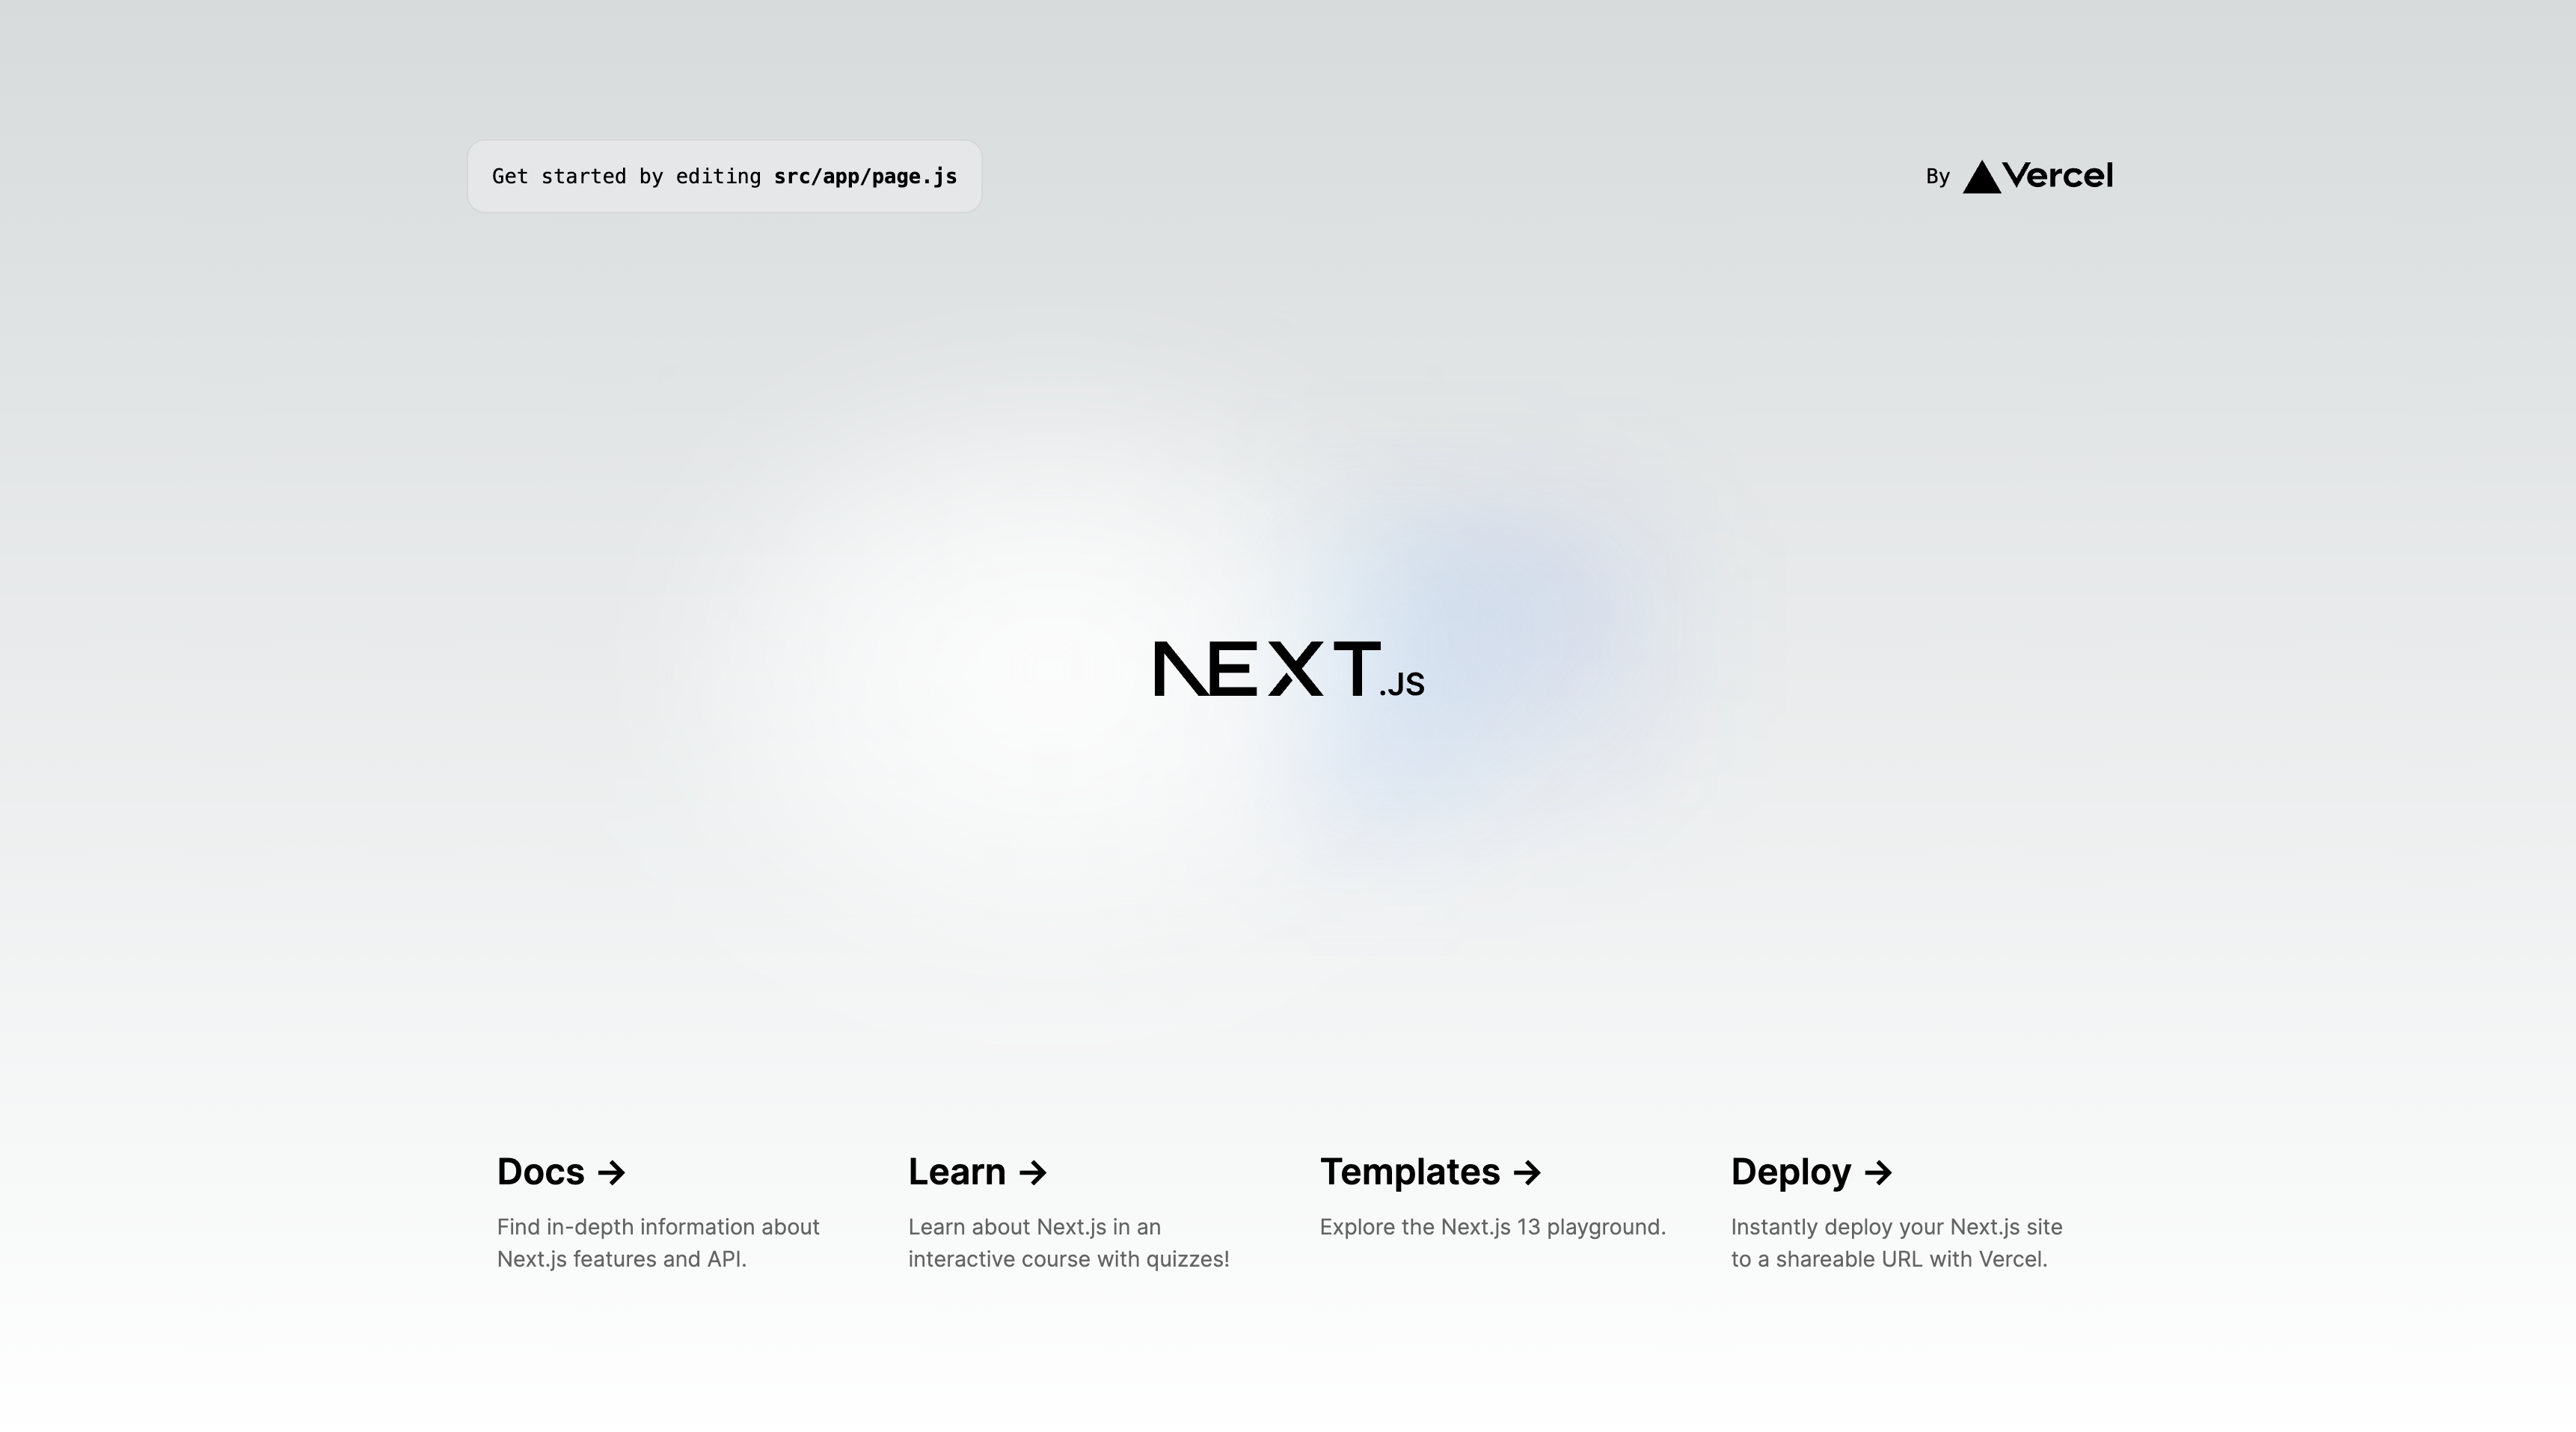 Get started by editing src/app/page.js
By Vercel
NEXT.JS
Docs →
Find in-depth information about
Next.js features and API.
Learn →
Learn about Next.js in an
interactive course with quizzes!
Templates →
Explore the Next.js 13 playground.
Deploy →
Instantly deploy your Next.js site
to a shareable URL with Vercel.